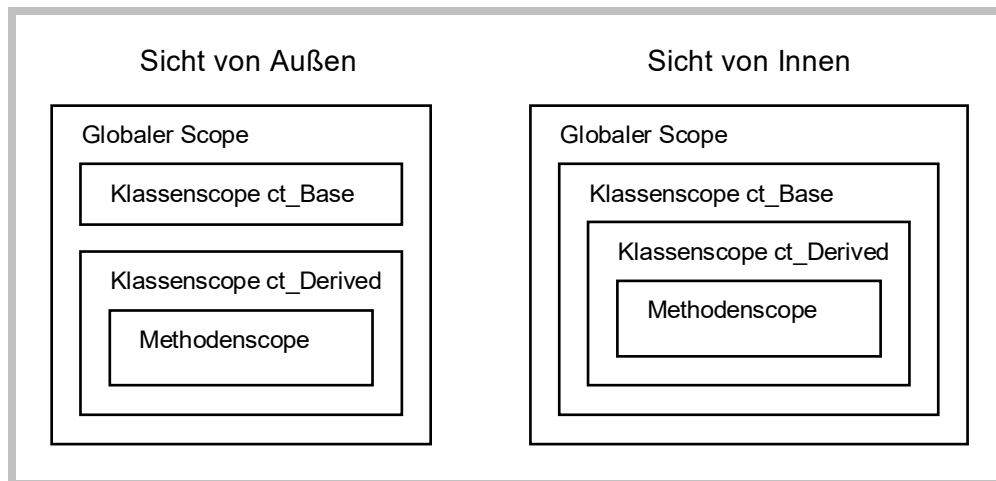 Sicht von Außen
Globaler Scope
Klassenscope ct_Base
Klassenscope ct_Derived
Methodenscope
Sicht von Innen
Globaler Scope
Klassenscope ct_Base
Klassenscope ct_Derived
Methodenscope